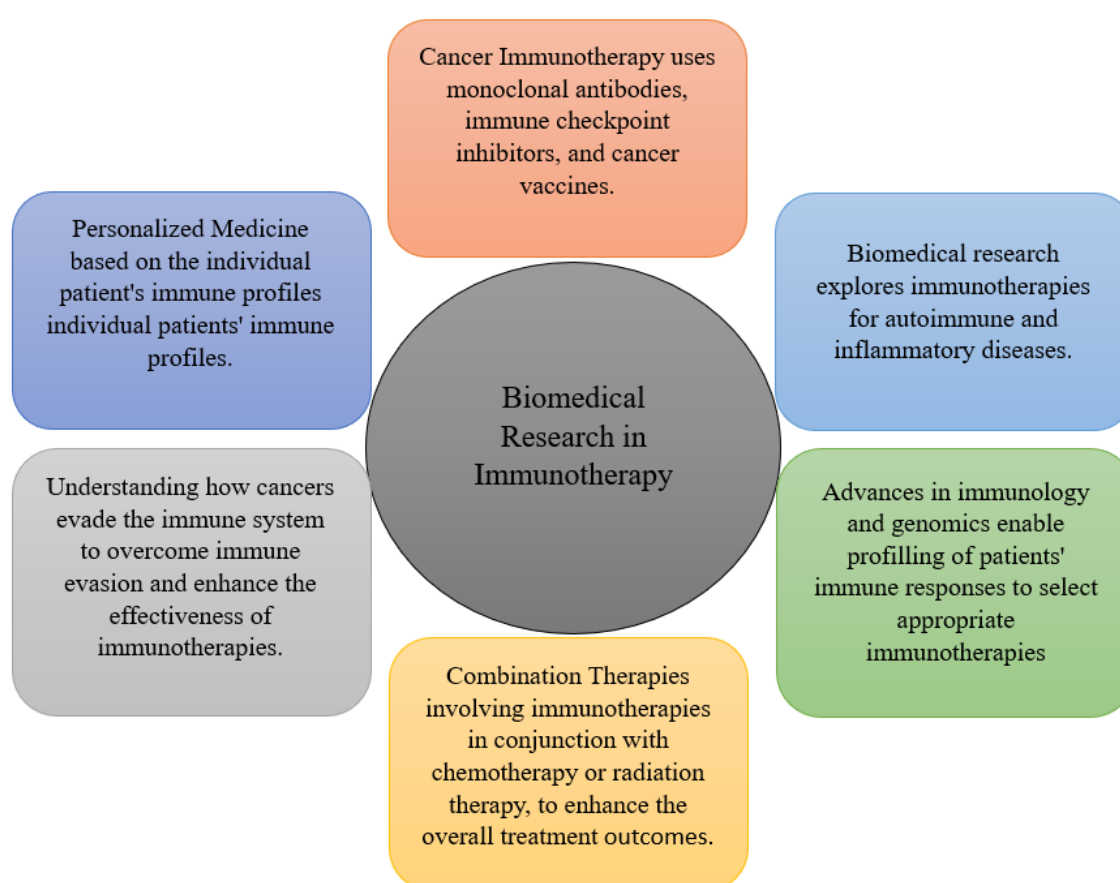 Cancer Immunotherapy uses
monoclonal antibodies,
immune checkpoint
inhibitors, and cancer
vaccines.
Personalized Medicine
based on the individual
patient's immune profiles
individual patients' immune
profiles.
Biomedical research
explores immunotherapies
for autoimmune and
inflammatory diseases.
Biomedical
Research in
Immunotherapy
Understanding how cancers
evade the immune system
to overcome immune
evasion and enhance the
effectiveness of
immunotherapies.
Advances in immunology
and genomics enable
profilling of patients'
immune responses to select
appropriate
immunotherapies
Combination Therapies
involving immunotherapies
in conjunction with
chemotherapy or radiation
therapy, to enhance the
overall treatment outcomes.